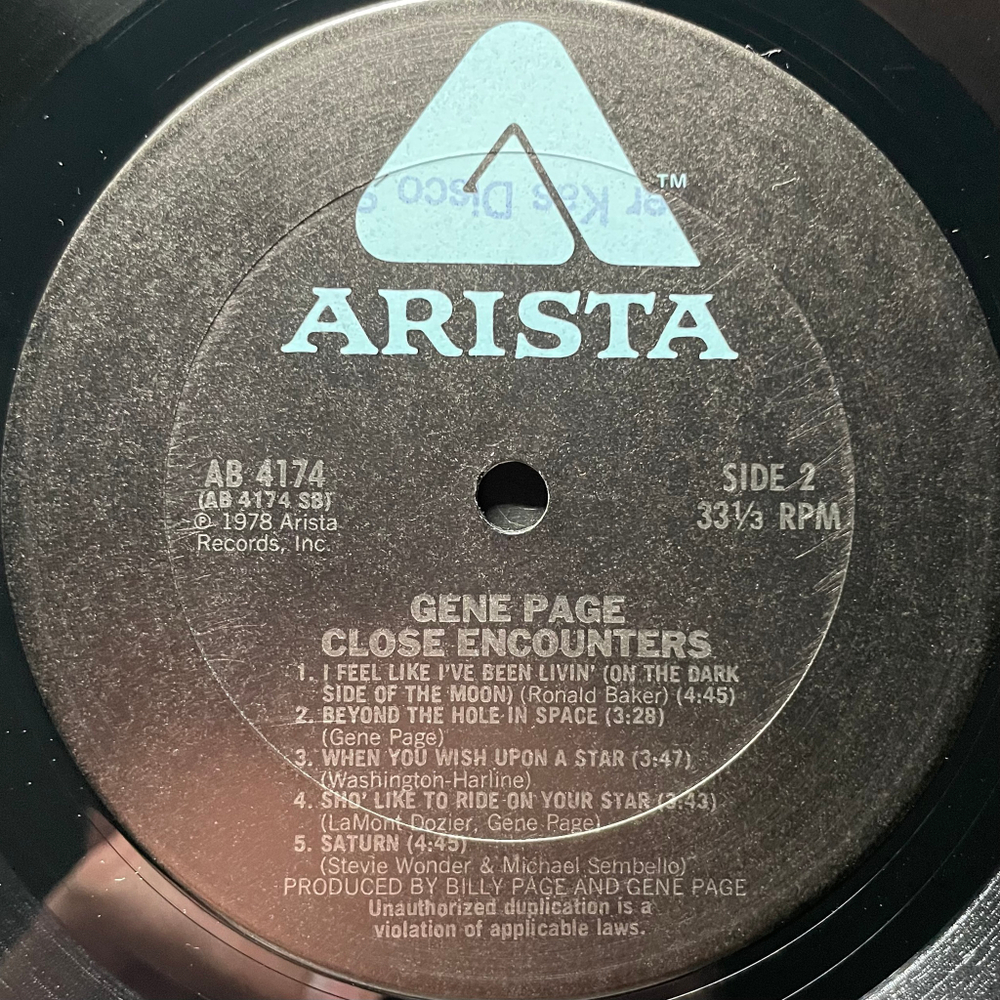 TM
er Kas Disco
ARISTA
AB 4174
(AB 4174 SB)
℗ 1978 Arista
Records, Inc.
SIDE 2
33⅓ RPM
GENE PAGE
CLOSE ENCOUNTERS
1. I FEEL LIKE I'VE BEEN LIVIN' (ON THE DARK
SIDE OF THE MOON) (Ronald Baker) (4:45)
2. BEYOND THE HOLE IN SPACE (3:28)
(Gene Page)
3. WHEN YOU WISH UPON A STAR (3:47)
(Washington-Harline)
4. SHO' LIKE TO RIDE ON YOUR STAR (3:43)
(LaMont Dozier, Gene Page)
5. SATURN (4:45)
(Stevie Wonder & Michael Sembello)
PRODUCED BY BILLY PAGE AND GENE PAGE
Unauthorized duplication is a
violation of applicable laws.